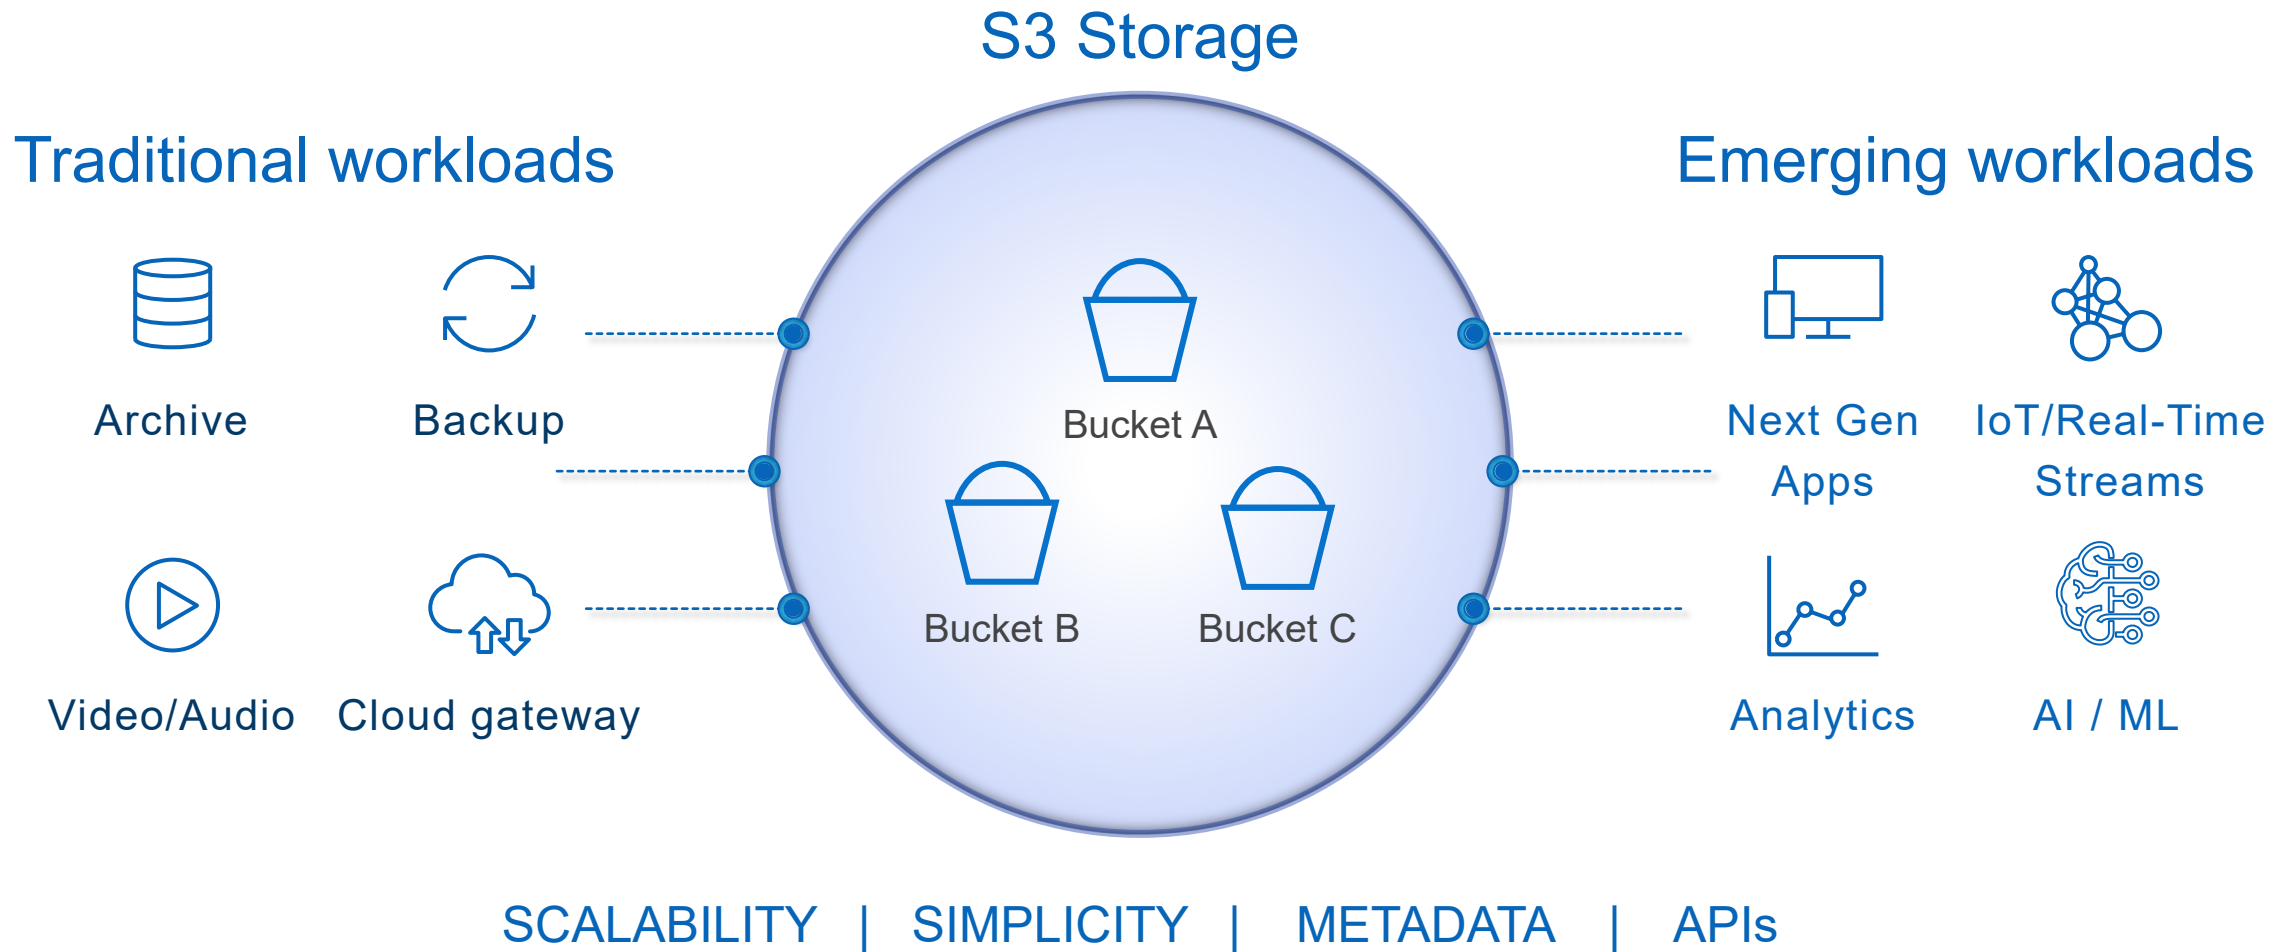 S3 Storage
Traditional workloads
Archive
Backup
Video/Audio
Cloud gateway
Bucket A
Bucket B
Bucket C
Emerging workloads
Next Gen
Apps
IoT/Real-Time
Streams
Analytics
AI / ML
SCALABILITY | SIMPLICITY | METADATA | APIs